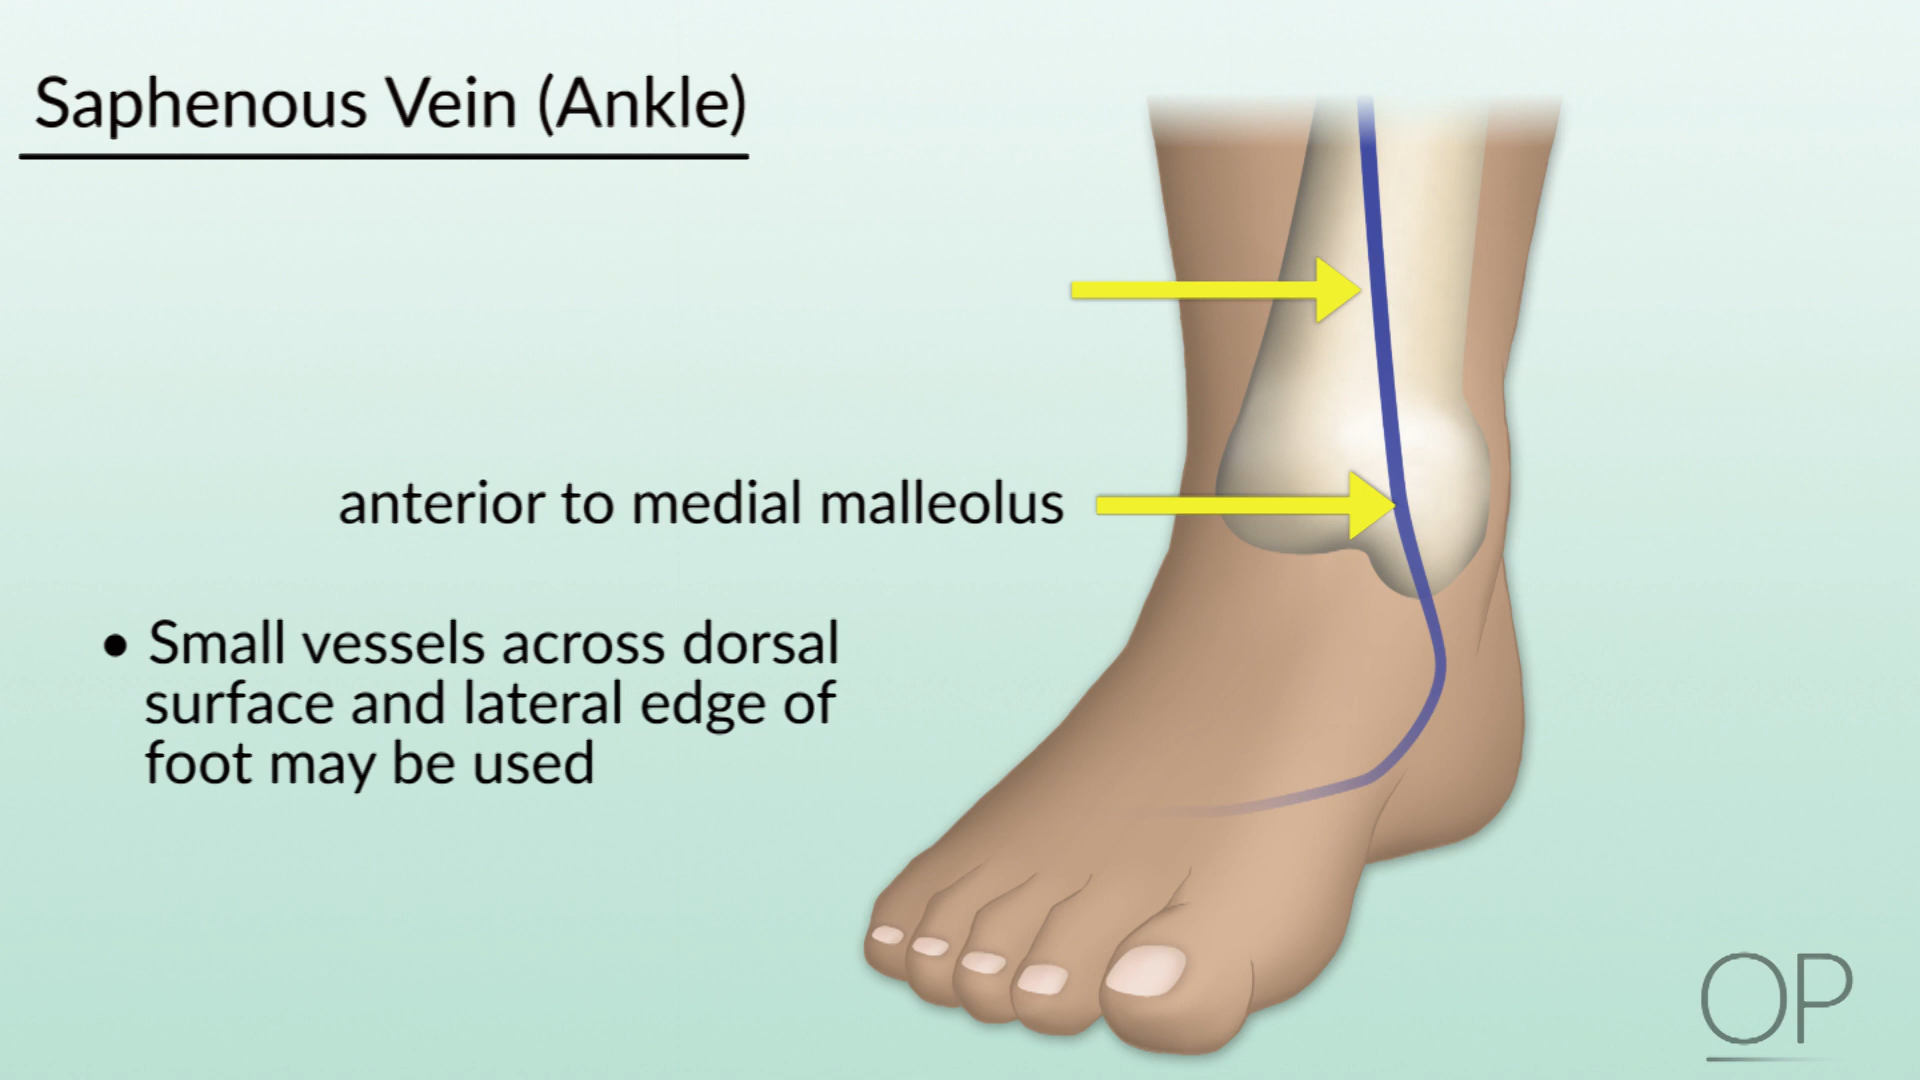 Saphenous Vein (Ankle)
anterior to medial malleolus
• Small vessels across dorsal
surface and lateral edge of
foot may be used
OP